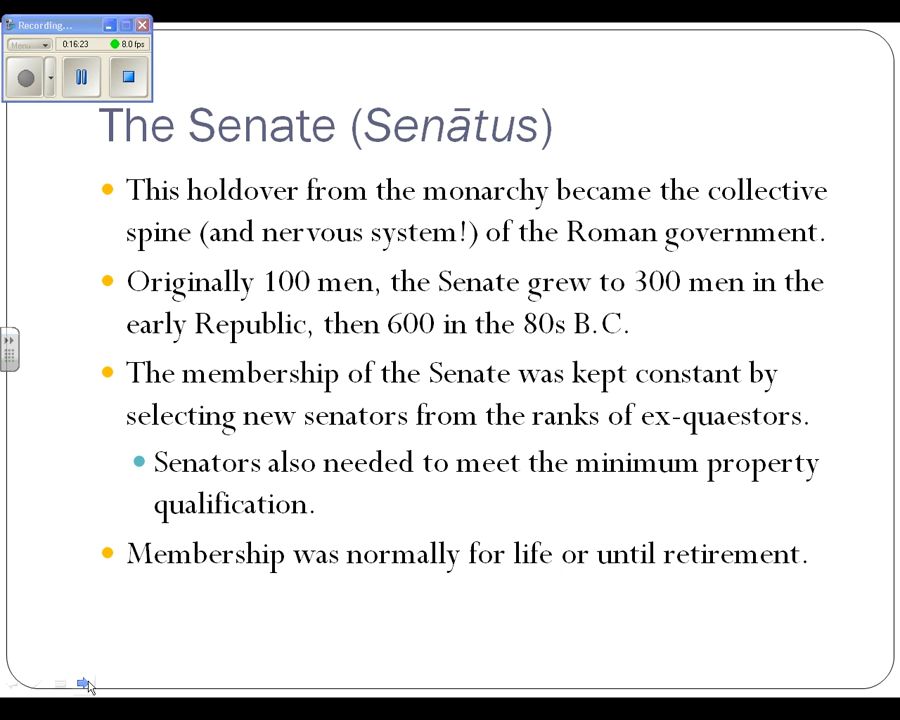 Recording...
Menu
0:16:23
8.0 fps
The Senate (Senātus)
This holdover from the monarchy became the collective
spine (and nervous system!) of the Roman government.
Originally 100 men, the Senate grew to 300 men in the
early Republic, then 600 in the 80s B.C.
The membership of the Senate was kept constant by
selecting new senators from the ranks of ex-quaestors.
Senators also needed to meet the minimum property
qualification.
Membership was normally for life or until retirement.